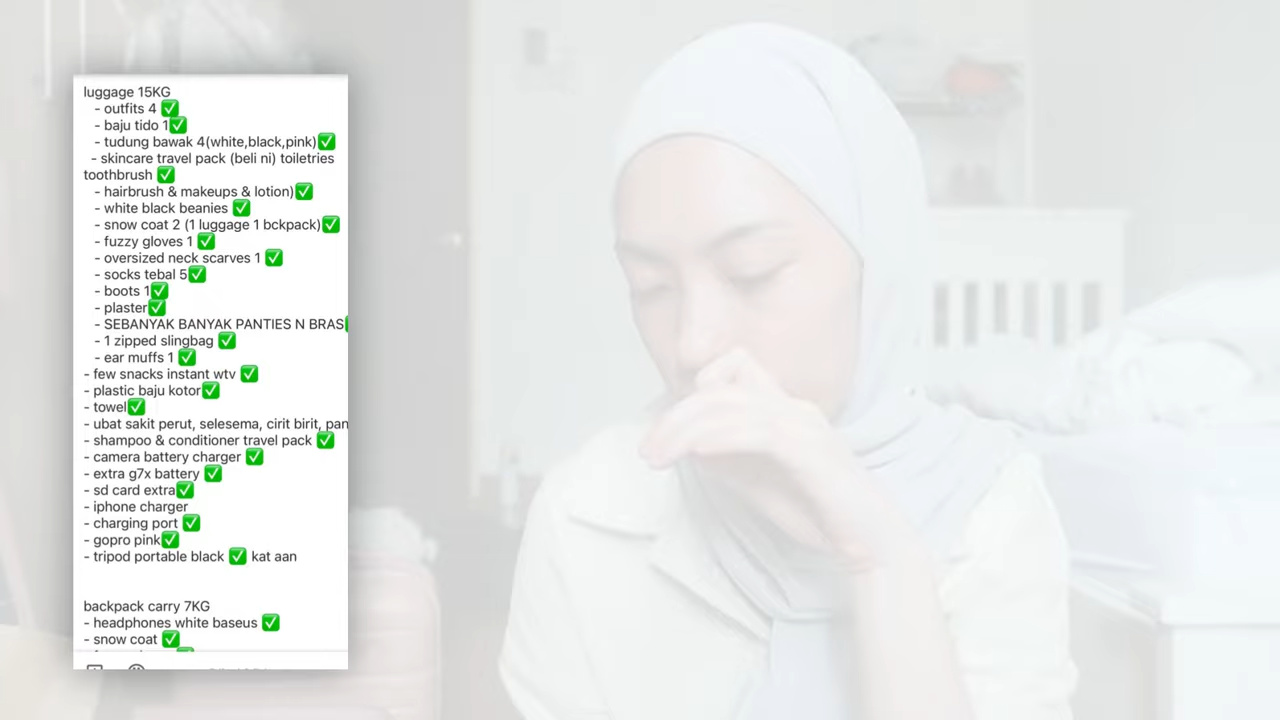 luggage 15KG
- outfits 4 ✅
- baju tido 1✅
- tudung bawak 4(white,black,pink)✅
- skincare travel pack (beli ni) toiletries
toothbrush ✅
- hairbrush & makeups & lotion)✅
- white black beanies ✅
- snow coat 2 (1 luggage 1 bckpack)✅
- fuzzy gloves 1 ✅
- oversized neck scarves 1 ✅
- socks tebal 5✅
- boots 1✅
- plaster✅
- SEBANYAK BANYAK PANTIES N BRAS✅
- 1 zipped slingbag ✅
- ear muffs 1 ✅
- few snacks instant wtv ✅
- plastic baju kotor✅
- towel✅
- ubat sakit perut, selesema, cirit birit, pan
- shampoo & conditioner travel pack ✅
- camera battery charger ✅
- extra g7x battery ✅
- sd card extra✅
- iphone charger
- charging port ✅
- gopro pink✅
- tripod portable black ✅ kat aan
backpack carry 7KG
- headphones white baseus ✅
- snow coat ✅